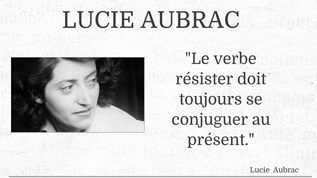 LUCIE AUBRAC
"Le verbe
résister doit
toujours se
conjuguer au
présent."
Lucie Aubrac